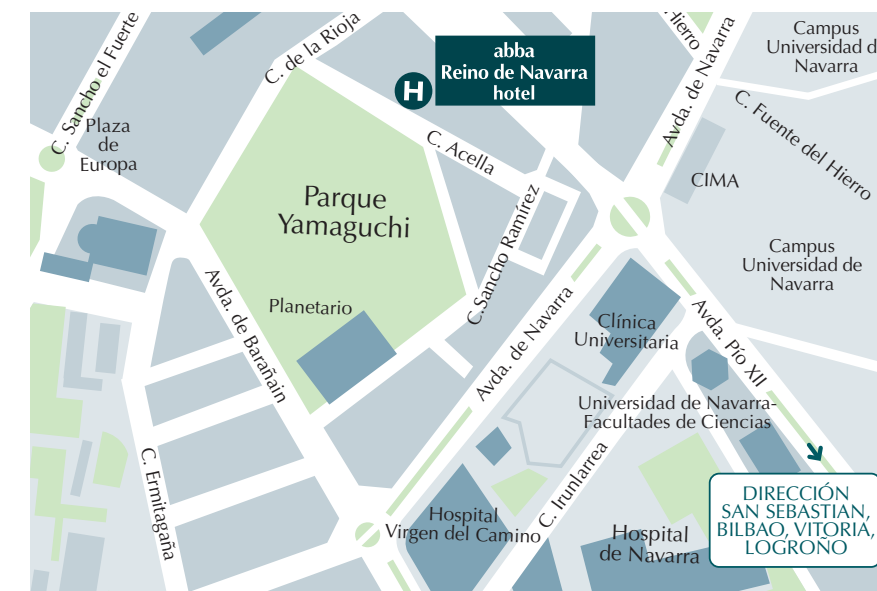 C. Sancho el Fuerte
C. de la Rioja
abba
Reino de Navarra
hotel
H
Hierro
Avda. de Navarra
Campus
Universidad d
Navarra
Plaza
de
Europa
C. Acella
C. Fuente del Hierro
CIMA
Parque
Yamaguchi
C.Sancho Ramírez
Campus
Universidad de
Navarra
Planetario
Avda. de Barañain
Avda. de Navarra
Clínica
Universitaria
Avda. Pío XII
Universidad de Navarra-
Facultades de Ciencias
C. Ermitagaña
C. Irunlarrea
Hospital
Virgen del Camino
Hospital
de Navarra
DIRECCIÓN
SAN SEBASTIAN,
BILBAO, VITORIA,
LOGROÑO